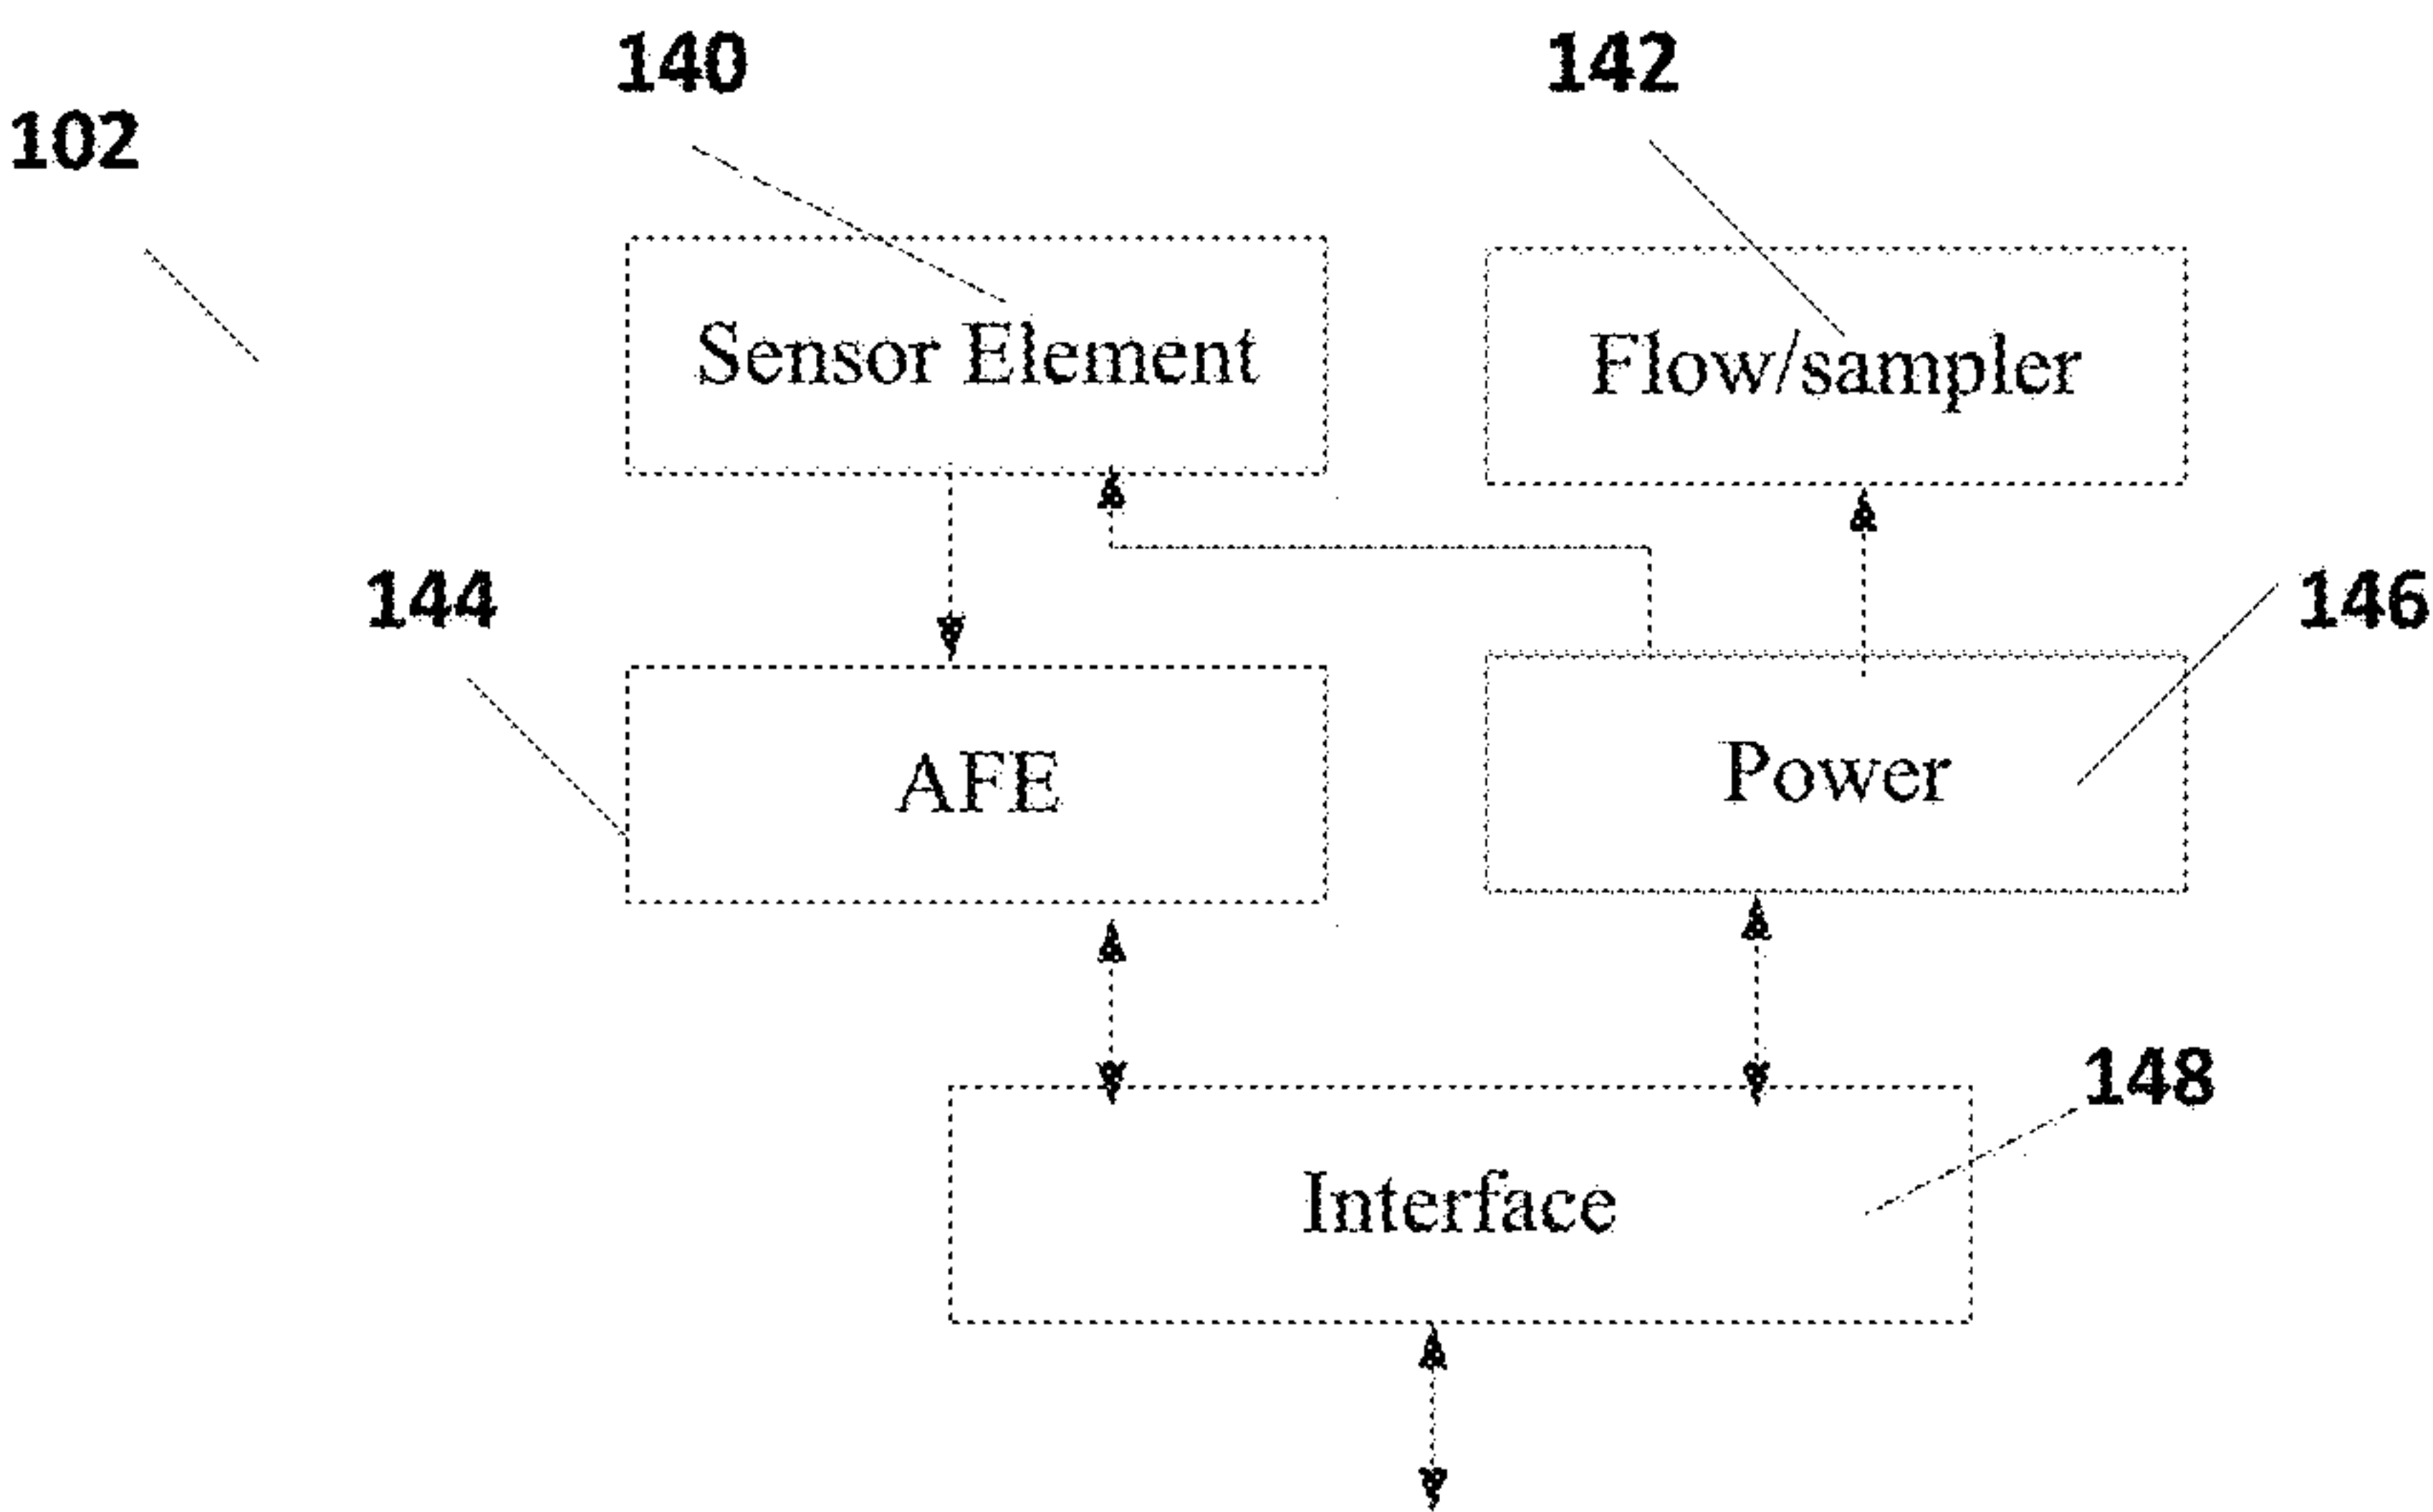 140
142
102
Sensor Element
Flow/sampler
144
146
AFE
Power
148
Interface